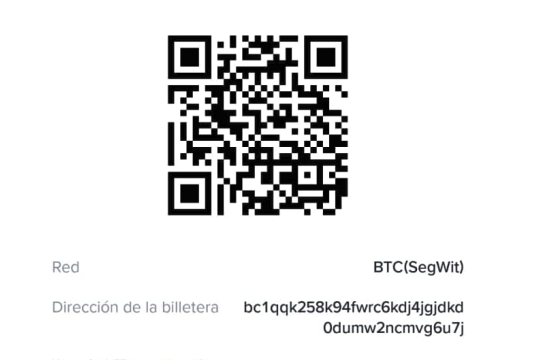 Red
BTC(SegWit)
Dirección de la billetera
bc1qqk258k94fwrc6kdj4jgjdkd
0dumw2ncmvg6u7j